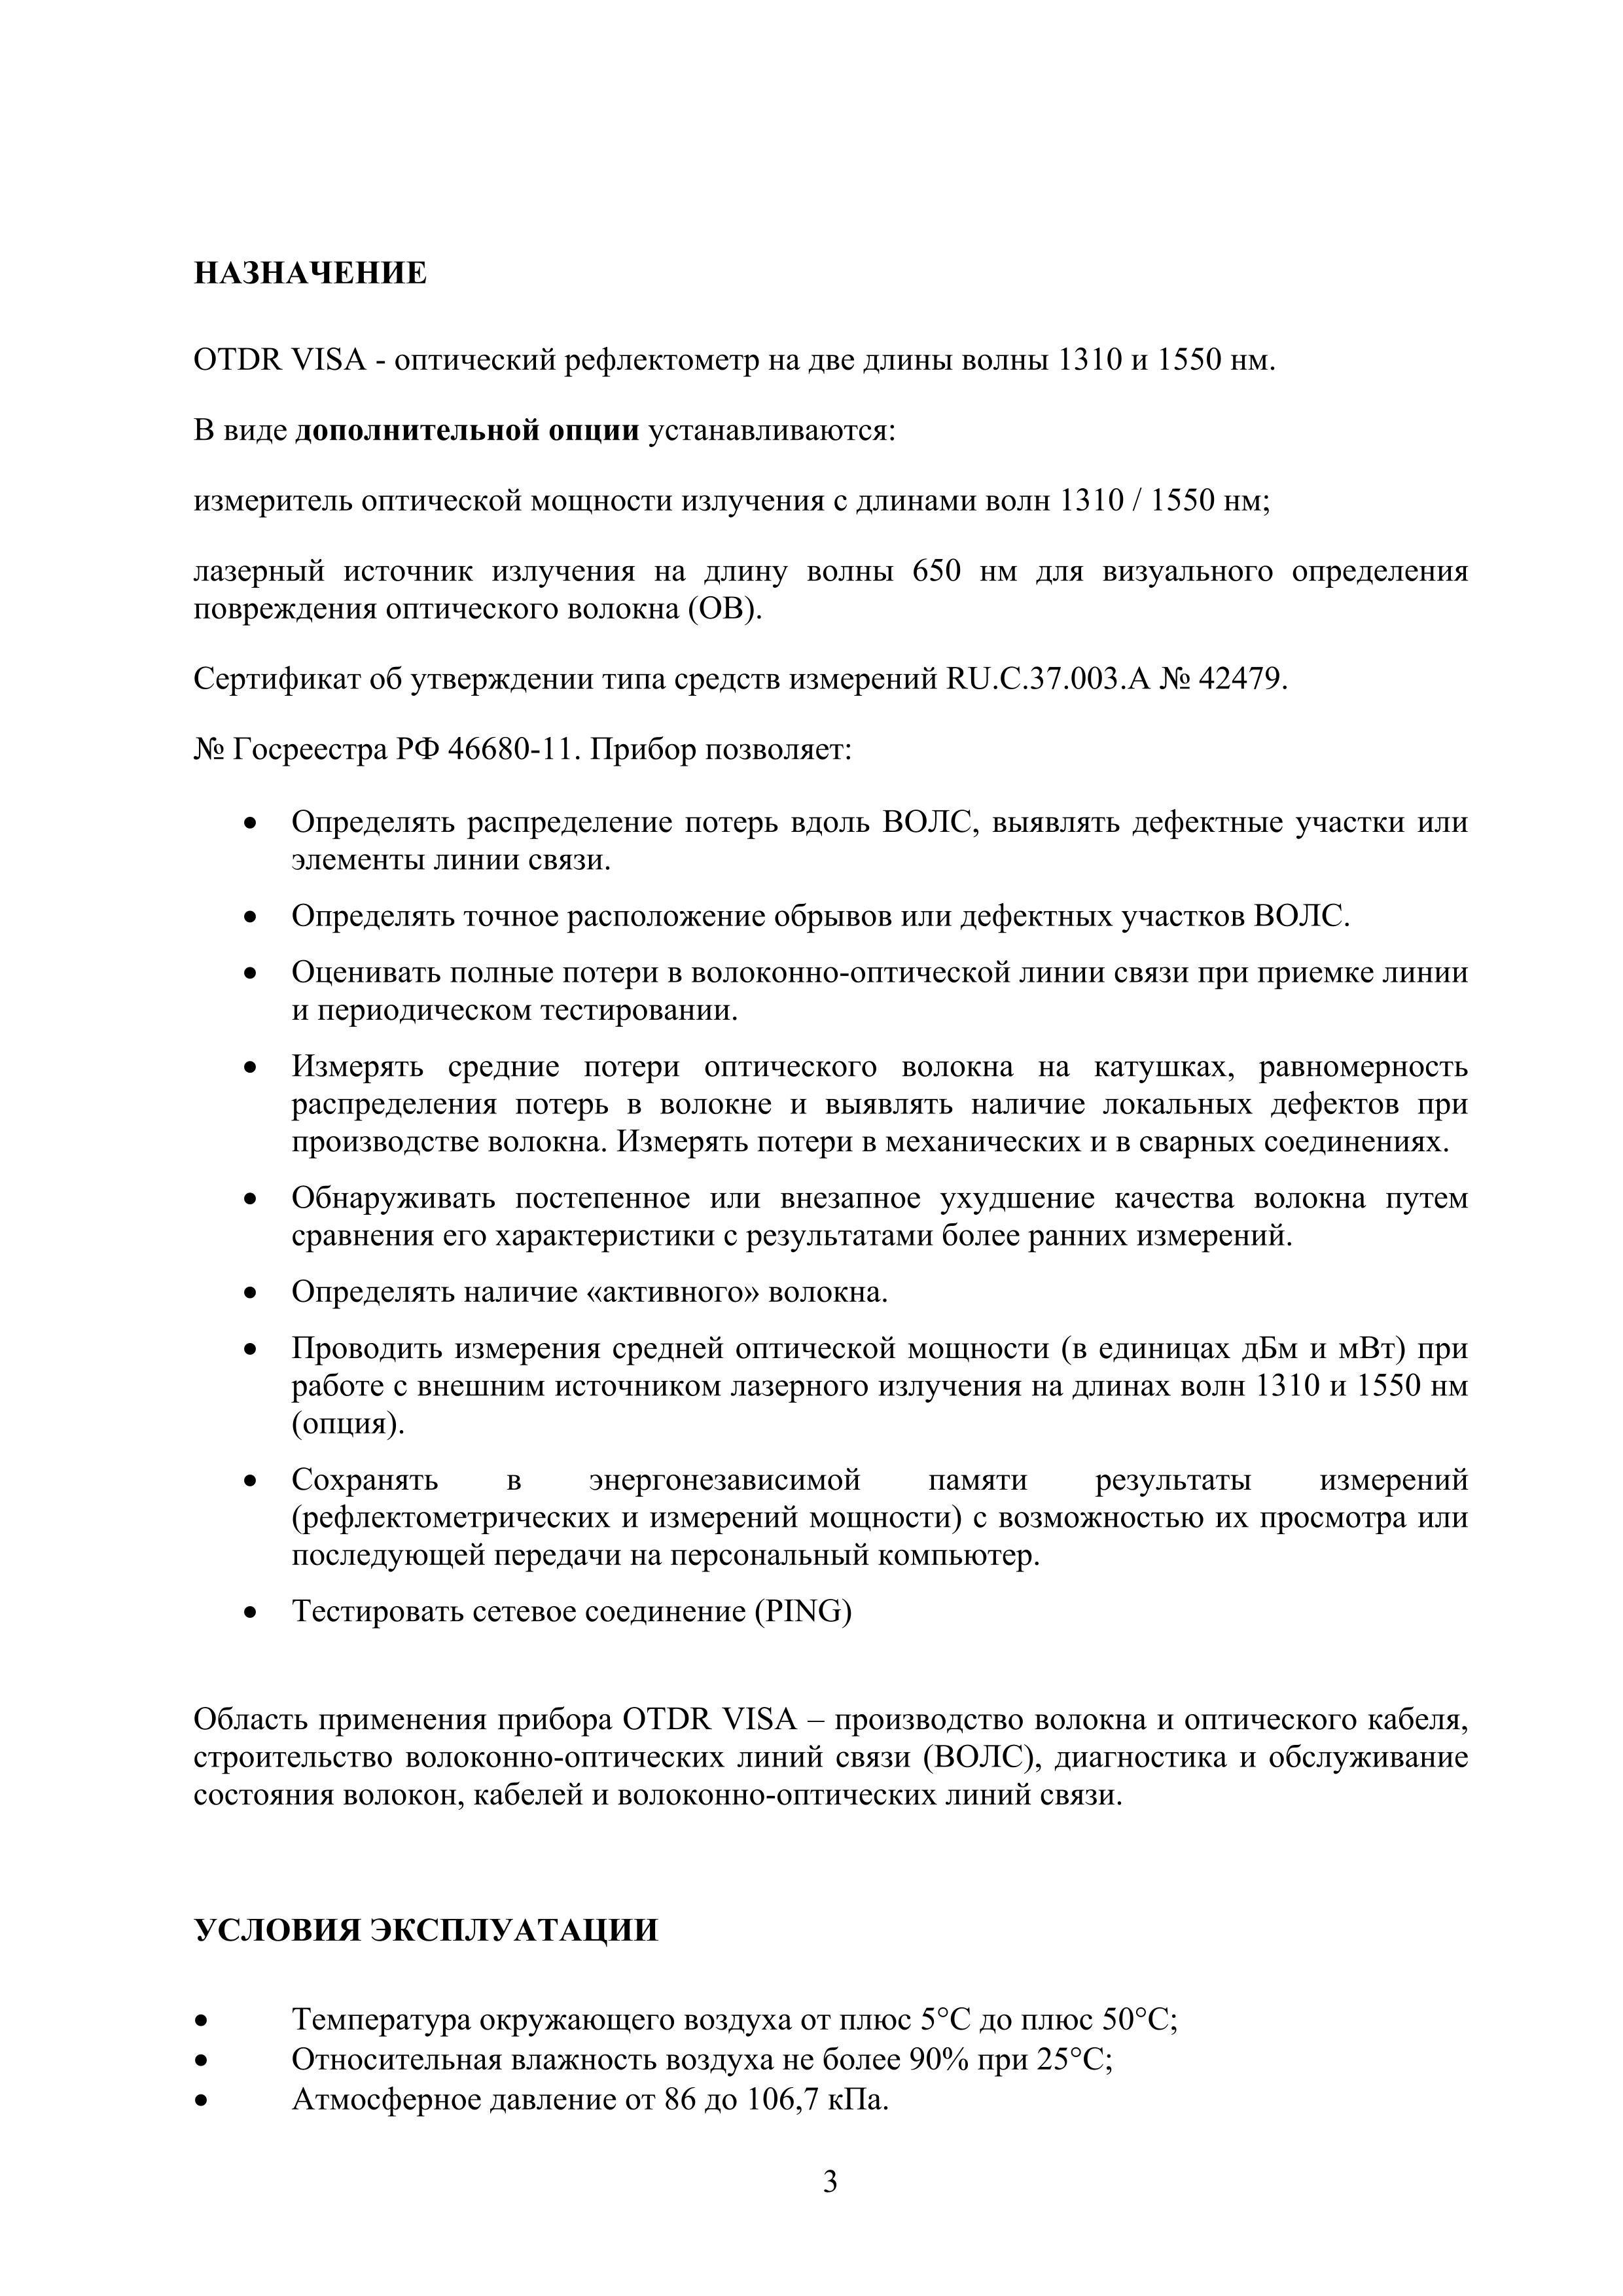 НАЗНАЧЕНИЕ
OTDR VISA - оптический рефлектометр на две длины волны 1310 и 1550 нм.
В виде дополнительной опции устанавливаются:
измеритель оптической мощности излучения с длинами волн 1310 / 1550 нм;
лазерный источник излучения на длину волны 650 нм для визуального определения
повреждения оптического волокна (ОВ).
Сертификат об утверждении типа средств измерений RU.C.37.003.A № 42479.
№ Госреестра РФ 46680-11. Прибор позволяет:
• Определять распределение потерь вдоль ВОЛС, выявлять дефектные участки или
элементы линии связи.
• Определять точное расположение обрывов или дефектных участков ВОЛС.
• Оценивать полные потери в волоконно-оптической линии связи при приемке линии
и периодическом тестировании.
• Измерять средние потери оптического волокна на катушках, равномерность
распределения потерь в волокне и выявлять наличие локальных дефектов при
производстве волокна. Измерять потери в механических и в сварных соединениях.
• Обнаруживать постепенное или внезапное ухудшение качества волокна путем
сравнения его характеристики с результатами более ранних измерений.
• Определять наличие «активного» волокна.
• Проводить измерения средней оптической мощности (в единицах дБм и мВт) при
работе с внешним источником лазерного излучения на длинах волн 1310 и 1550 нм
(опция).
• Сохранять в энергонезависимой памяти результаты измерений
(рефлектометрических и измерений мощности) с возможностью их просмотра или
последующей передачи на персональный компьютер.
• Тестировать сетевое соединение (PING)
Область применения прибора OTDR VISA – производство волокна и оптического кабеля,
строительство волоконно-оптических линий связи (ВОЛС), диагностика и обслуживание
состояния волокон, кабелей и волоконно-оптических линий связи.
УСЛОВИЯ ЭКСПЛУАТАЦИИ
• Температура окружающего воздуха от плюс 5°С до плюс 50°С;
• Относительная влажность воздуха не более 90% при 25°С;
• Атмосферное давление от 86 до 106,7 кПа.
3